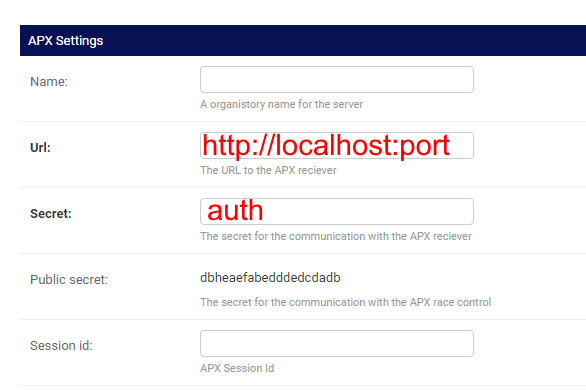 APX Settings
Name:
A organistory name for the server
Url:
http://localhost:port
The URL to the APX reciever
Secret:
auth
The secret for the communication with the APX reciever
Public secret:
dbheaefabedddedcdadb
The secret for the communication with the APX race control
Session id:
APX Session Id